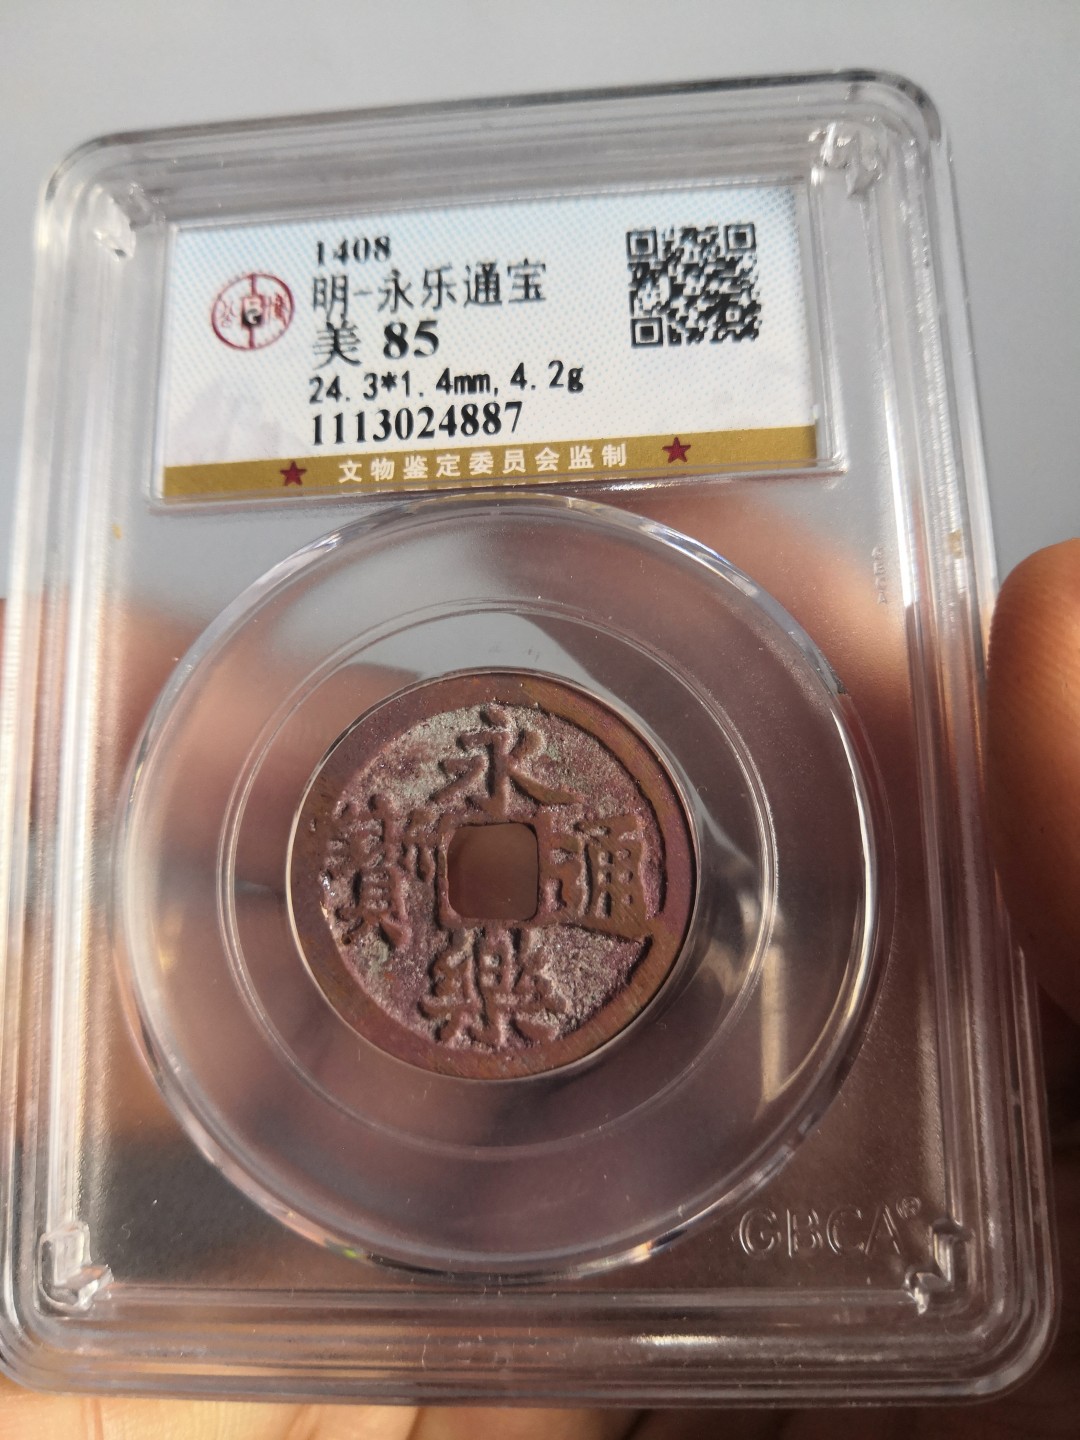 1408
明-永乐通宝
美 85
24.3*1.4mm, 4.2g
1113024887
★ 文物鉴定委员会监制 ★
永
寶 通
樂
GBCA®